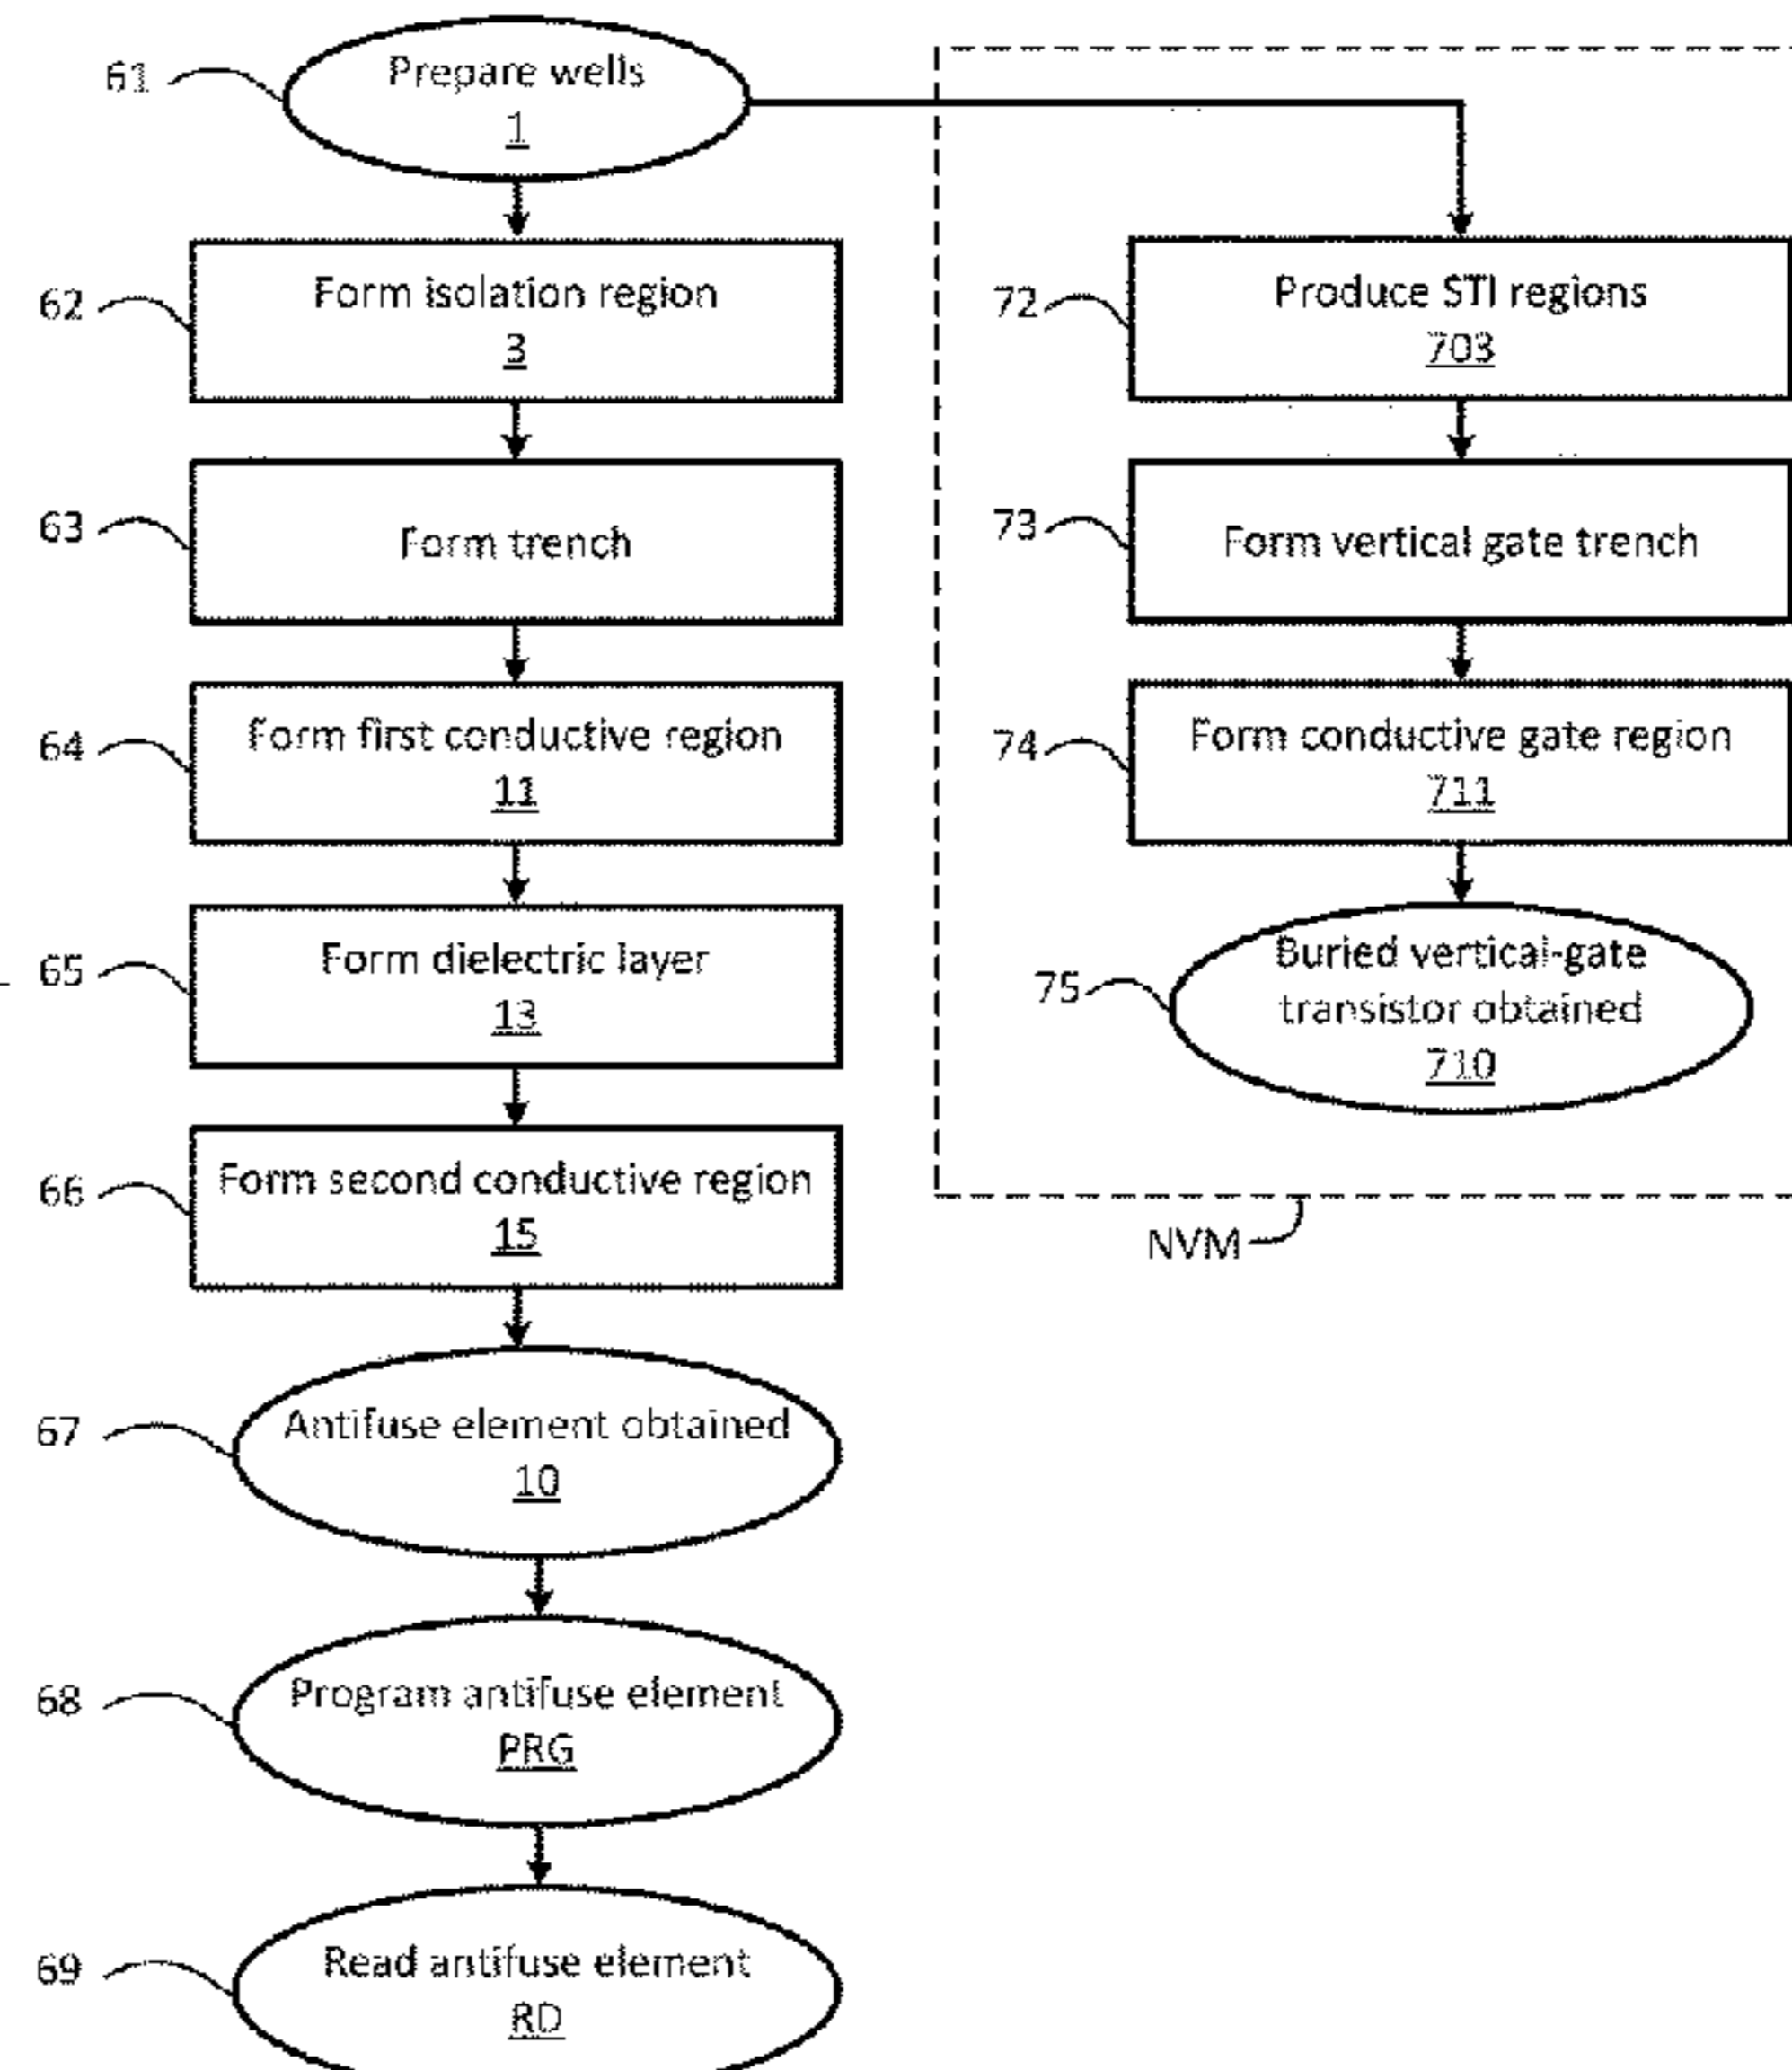 61
Prepare wells
1
62
Form isolation region
3
63
Form trench
64
Form first conductive region
11
65
Form dielectric layer
13
66
Form second conductive region
15
67
Antifuse element obtained
10
68
Program antifuse element
PRG
69
Read antifuse element
RD
72
Produce STI regions
703
73
Form vertical gate trench
74
Form conductive gate region
711
75
Buried vertical-gate
transistor obtained
710
NVM